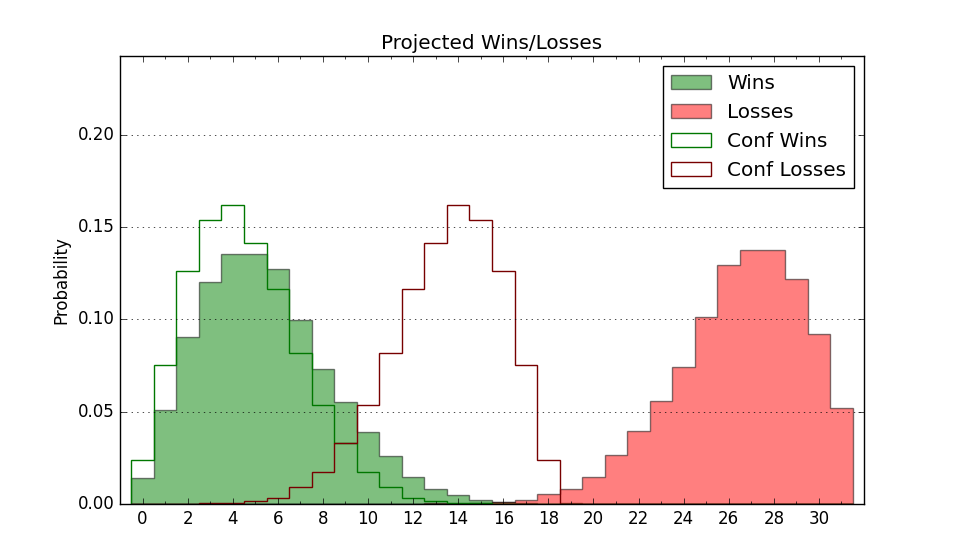 Projected Wins/Losses
Wins
Losses
Conf Wins
Conf Losses
Probability
0.20
0.15
0.10
0.05
0.00
0 2 4 6 8 10 12 14 16 18 20 22 24 26 28 30